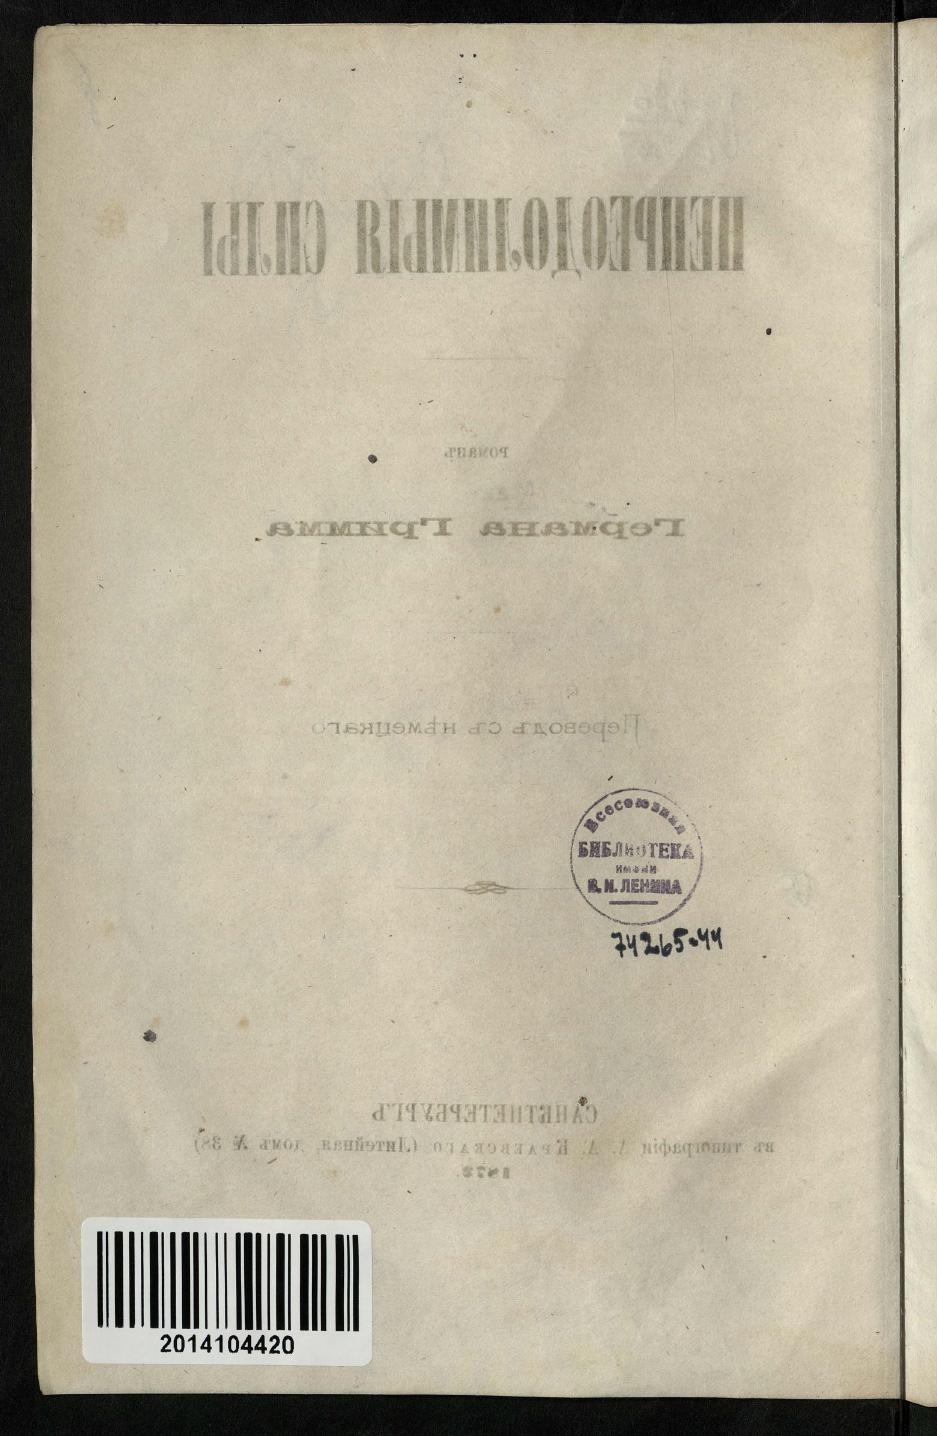 НЕПРЕОДОЛИМЫЯ СИЛЫ
РОМАНЪ
Германа Гримма
Переводъ съ нѣмецкаго
Всесоюзная
БИБЛИОТЕКА
имени
В. И. ЛЕНИНА
74265-44
САНКТПЕТЕРБУРГЪ
въ типографіи А. А. Краевскаго (Литейная, домъ № 38)
2014104420